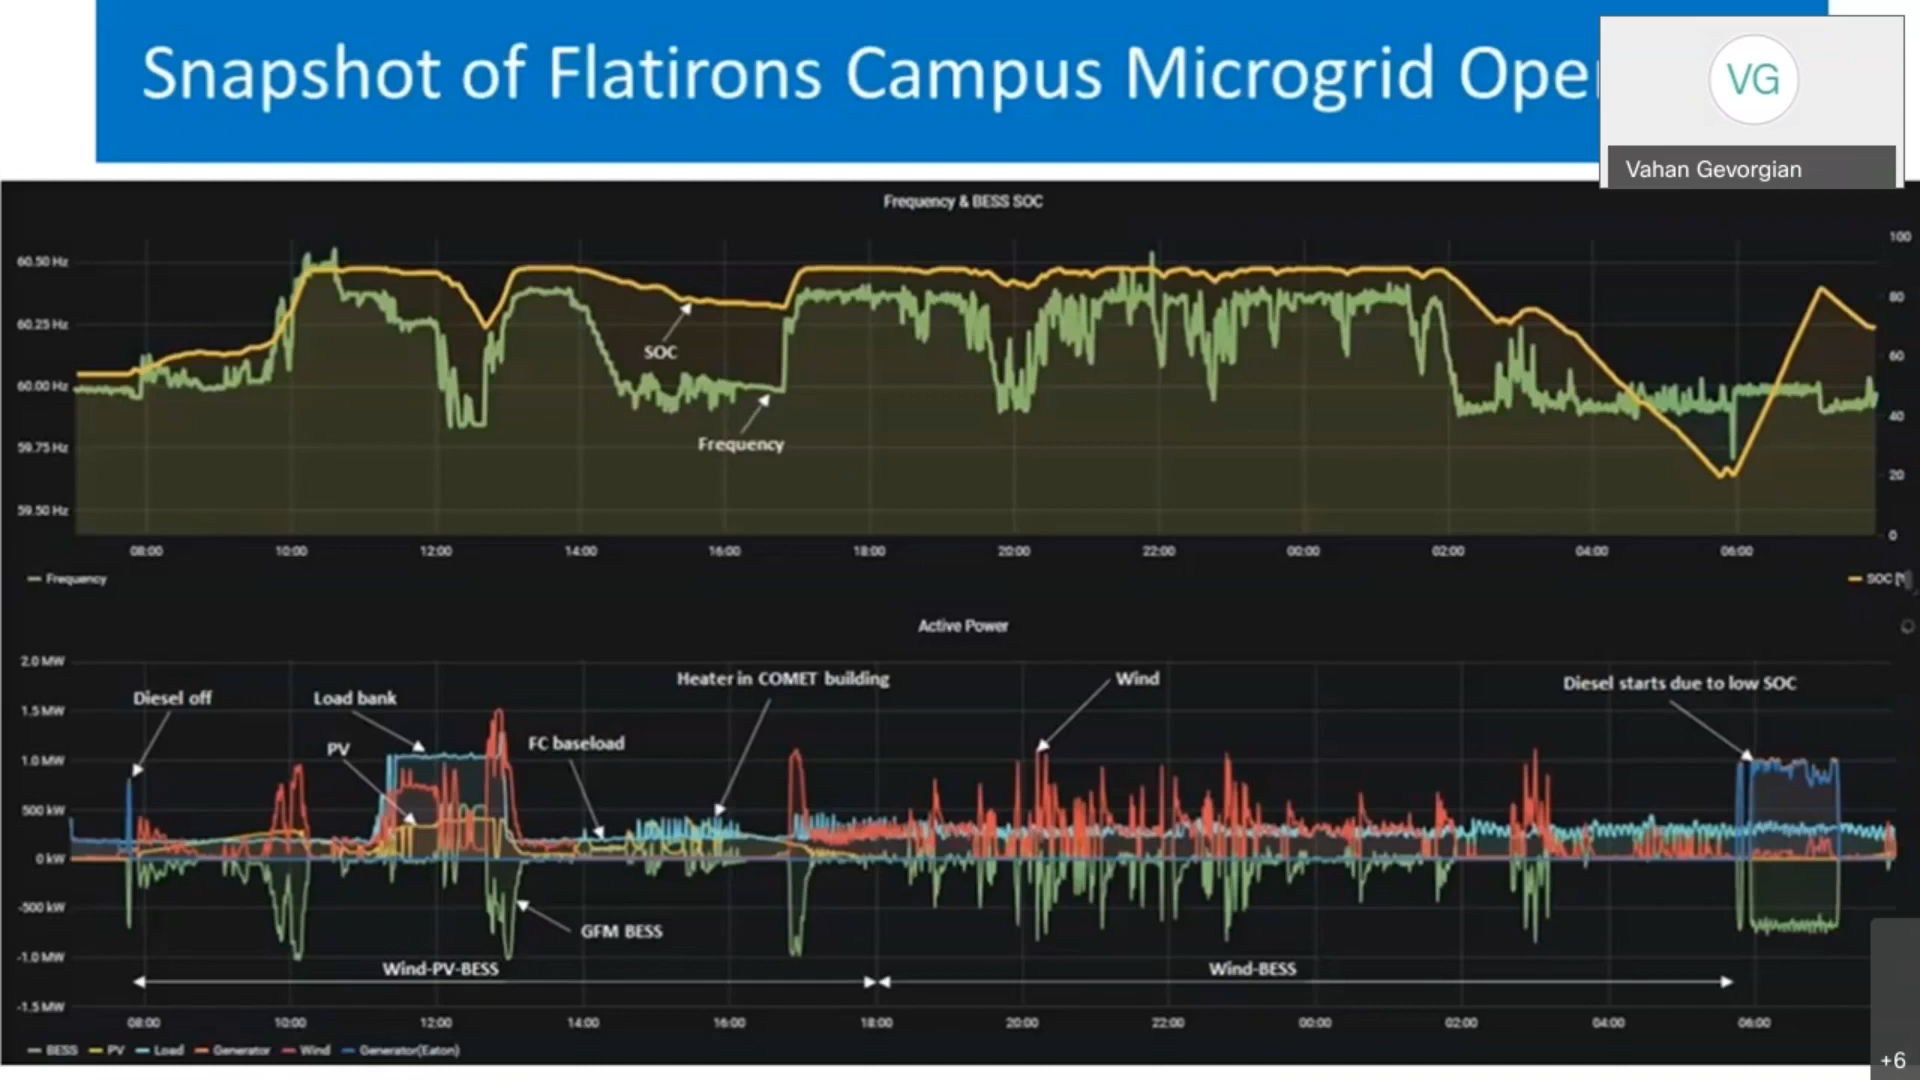 Snapshot of Flatirons Campus Microgrid Ope
VG
Vahan Gevorgian
Frequency & BESS SOC
60.50 Hz
60.25 Hz
60.00 Hz
59.75 Hz
59.50 Hz
100
80
60
40
20
0
SOC
Frequency
08:00 10:00 12:00 14:00 16:00 18:00 20:00 22:00 00:00 02:00 04:00 06:00
Frequency
SOC
Active Power
2.0 MW
1.5 MW
1.0 MW
500 kW
0 kW
-500 kW
-1.0 MW
-1.5 MW
Diesel off
Load bank
PV
FC baseload
Heater in COMET building
Wind
Diesel starts due to low SOC
GFM BESS
Wind-PV-BESS
Wind-BESS
08:00 10:00 12:00 14:00 16:00 18:00 20:00 22:00 00:00 02:00 04:00 06:00
BESS PV Load Generator Wind Generator(Eaton)
+6